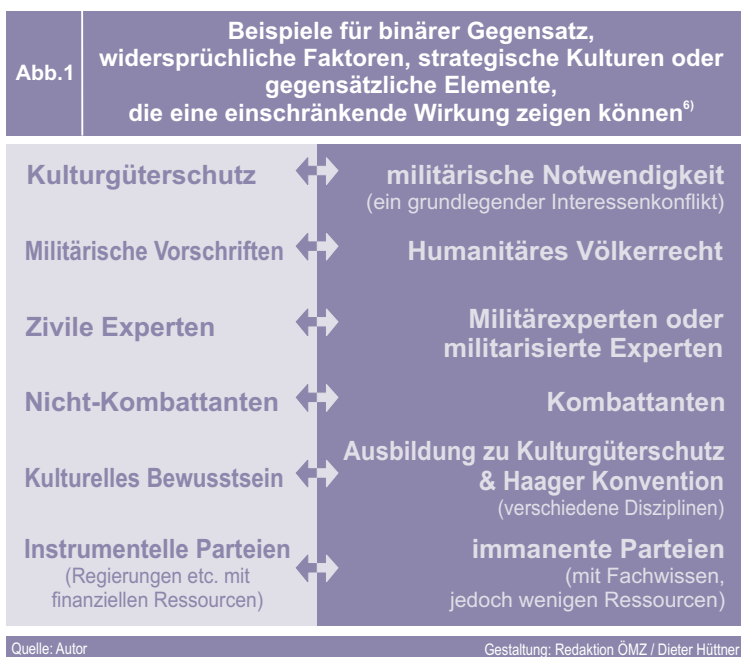 Abb.1
Beispiele für binärer Gegensatz,
widersprüchliche Faktoren, strategische Kulturen oder
gegensätzliche Elemente,
die eine einschränkende Wirkung zeigen können⁶⁾
Kulturgüterschutz
militärische Notwendigkeit
(ein grundlegender Interessenkonflikt)
Militärische Vorschriften
Humanitäres Völkerrecht
Zivile Experten
Militärexperten oder
militarisierte Experten
Nicht-Kombattanten
Kombattanten
Kulturelles Bewusstsein
Ausbildung zu Kulturgüterschutz
& Haager Konvention
(verschiedene Disziplinen)
Instrumentelle Parteien
(Regierungen etc. mit
finanziellen Ressourcen)
immanente Parteien
(mit Fachwissen,
jedoch wenigen Ressourcen)
Quelle: Autor
Gestaltung: Redaktion ÖMZ / Dieter Hüttner